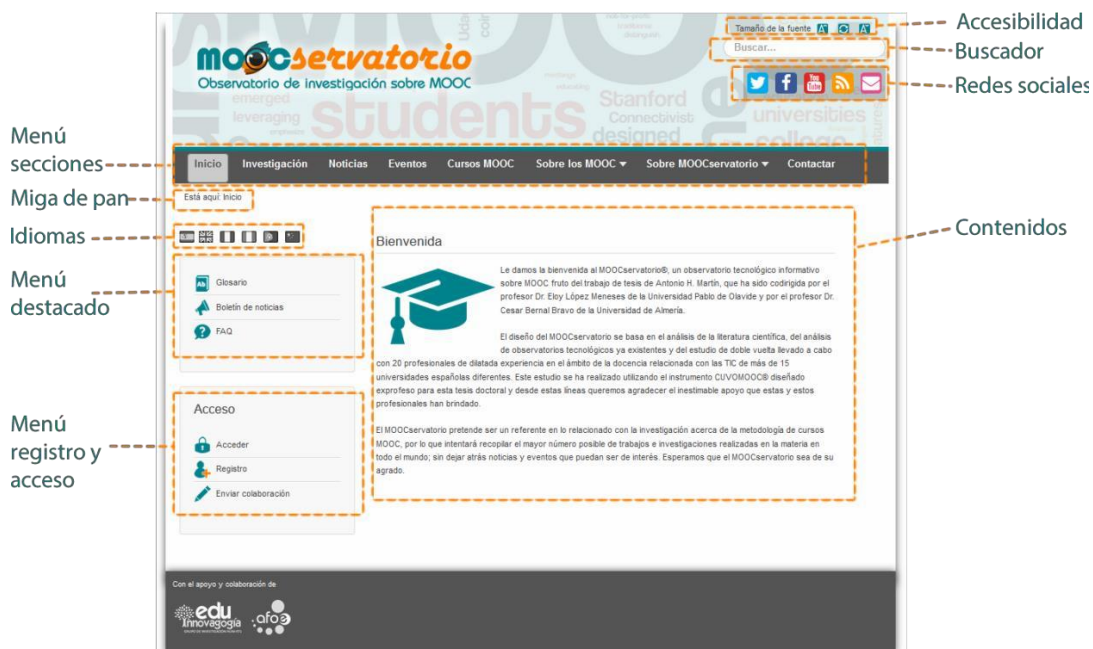 Tamaño de la fuente
Accesibilidad
Buscar...
Buscador
Redes sociales
mooCservatorio
Observatorio de investigación sobre MOOC
emerged
leveraging
students
Stanford
Connectivist
designed
universities
college
Menú
secciones
Inicio Investigación Noticias Eventos Cursos MOOC Sobre los MOOC Sobre MOOCservatorio Contactar
Miga de pan
Está aquí: Inicio
Idiomas
Contenidos
Menú
destacado
Glosario
Boletín de noticias
FAQ
Menú
registro y
acceso
Acceso
Acceder
Registro
Enviar colaboración
Bienvenida
Le damos la bienvenida al MOOCservatorio®, un observatorio tecnológico informativo
sobre MOOC fruto del trabajo de tesis de Antonio H. Martín, que ha sido codirigida por el
profesor Dr. Eloy López Meneses de la Universidad Pablo de Olavide y por el profesor Dr.
Cesar Bernal Bravo de la Universidad de Almería.
El diseño del MOOCservatorio se basa en el análisis de la literatura científica, del análisis
de observatorios tecnológicos ya existentes y del estudio de doble vuelta llevado a cabo
con 20 profesionales de dilatada experiencia en el ámbito de la docencia relacionada con las TIC de más de 15
universidades españolas diferentes. Este estudio se ha realizado utilizando el instrumento CUVOMOOC® diseñado
exprofeso para esta tesis doctoral y desde estas líneas queremos agradecer el inestimable apoyo que estas y estos
profesionales han brindado.
El MOOCservatorio pretende ser un referente en lo relacionado con la investigación acerca de la metodología de cursos
MOOC, por lo que intentará recopilar el mayor número posible de trabajos e investigaciones realizadas en la materia en
todo el mundo; sin dejar atrás noticias y eventos que puedan ser de interés. Esperamos que el MOOCservatorio sea de su
agrado.
Con el apoyo y colaboración de
edu
innovagogía
afoe